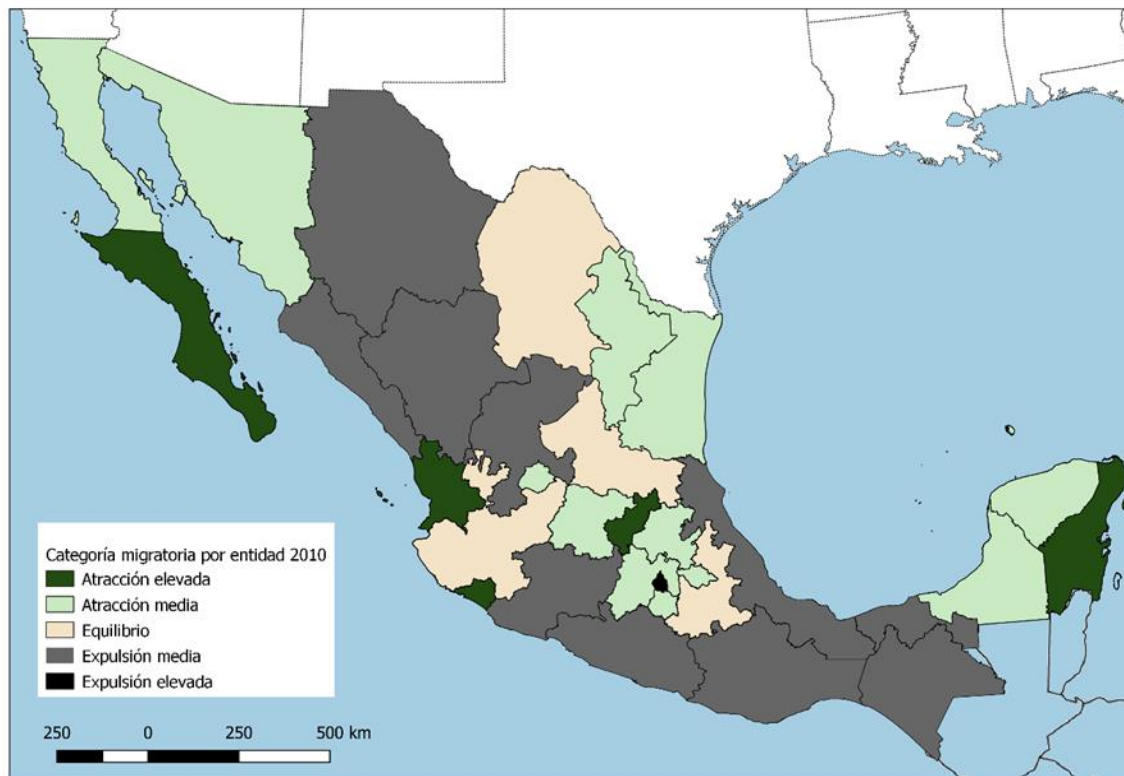 Categoría migratoria por entidad 2010
Atracción elevada
Atracción media
Equilibrio
Expulsión media
Expulsión elevada
250 0 250 500 km